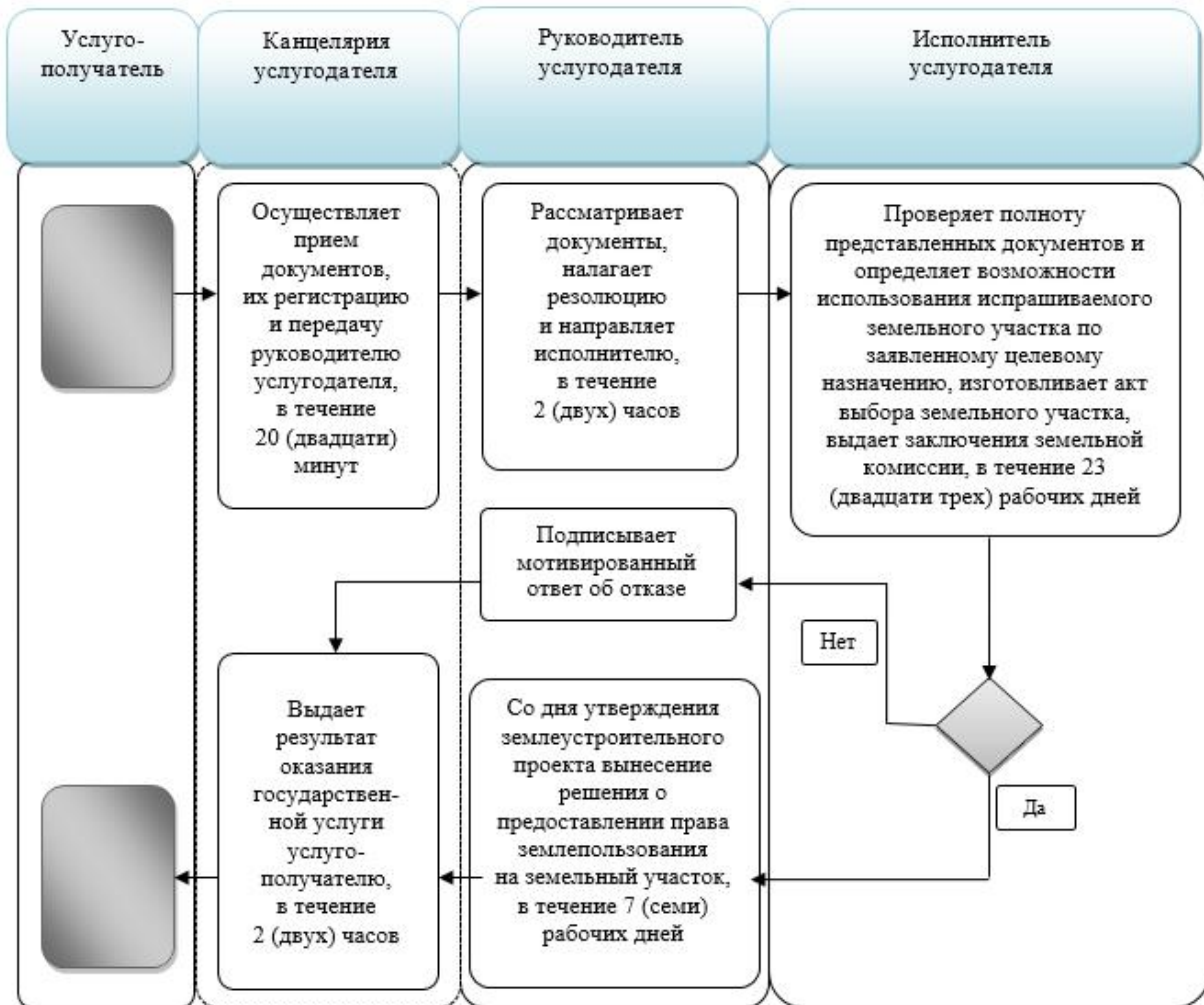 Услуго-
получатель
Канцелярия
услугодателя
Руководитель
услугодателя
Исполнитель
услугодателя
Осуществляет
прием
документов,
их регистрацию
и передачу
руководителю
услугодателя,
в течение
20 (двадцати)
минут
Рассматривает
документы,
налагает
резолюцию
и направляет
исполнителю,
в течение
2 (двух) часов
Проверяет полноту
представленных документов и
определяет возможности
использования испрашиваемого
земельного участка по
заявленному целевому
назначению, изготовливает акт
выбора земельного участка,
выдает заключения земельной
комиссии, в течение 23
(двадцати трех) рабочих дней
Подписывает
мотивированный
ответ об отказе
Нет
Выдает
результат
оказания
государствен-
ной услуги
услуго-
получателю,
в течение
2 (двух) часов
Со дня утверждения
землеустроительного
проекта вынесение
решения о
предоставлении права
землепользования
на земельный участок,
в течение 7 (семи)
рабочих дней
Да